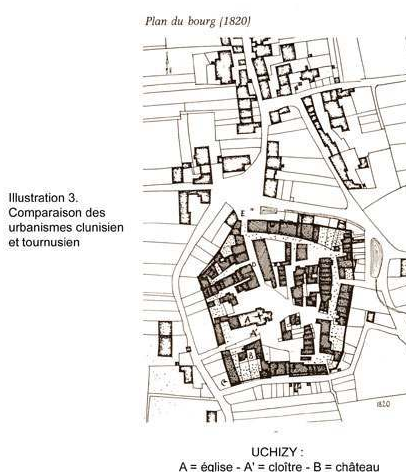 Plan du bourg (1820)
Illustration 3.
Comparaison des
urbanismes clunisien
et tournusien
E
A
A'
C
1820
UCHIZY :
A = église - A' = cloître - B = château